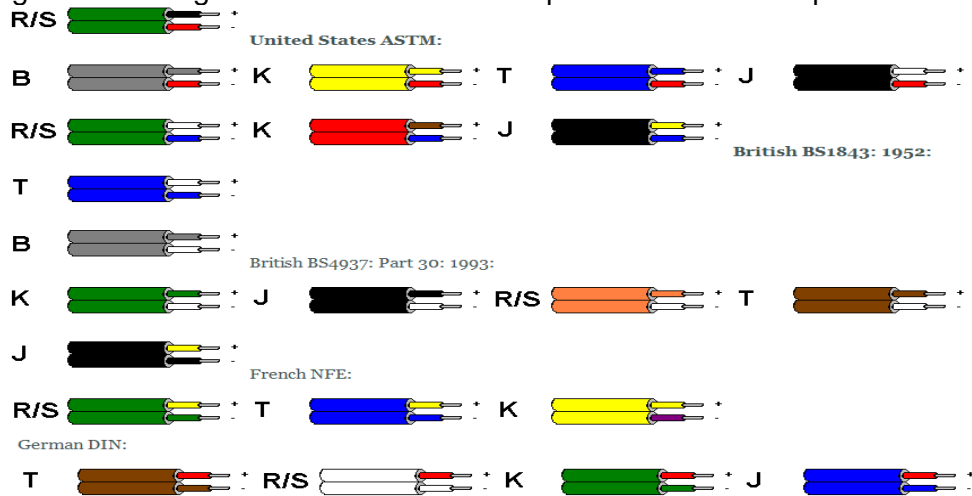 R/S + -
United States ASTM:
B + - K + - T + - J + -
R/S + - K + - J + -
British BS1843: 1952:
T + -
B + -
British BS4937: Part 30: 1993:
K + - J + - R/S + - T + -
J + -
French NFE:
R/S + - T + - K + -
German DIN:
T + - R/S + - K + - J + -